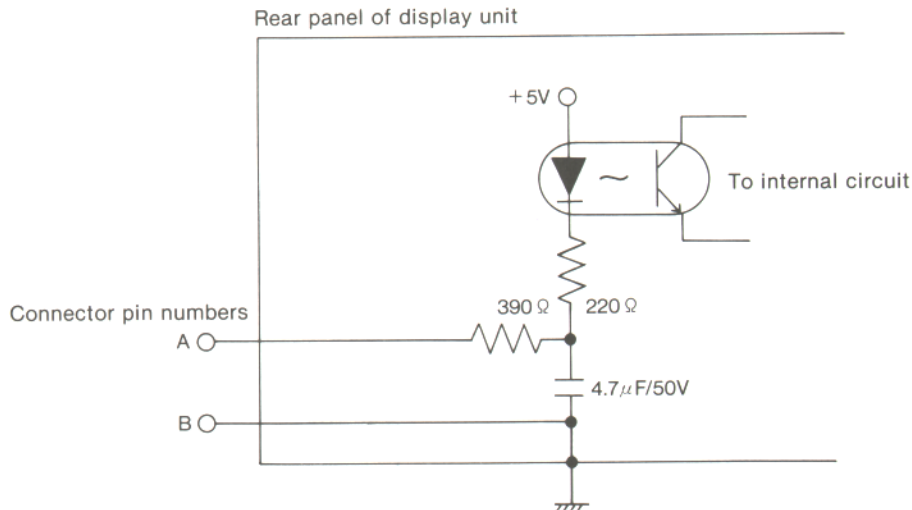 Rear panel of display unit
+5V
To internal circuit
390 Ω 220 Ω
Connector pin numbers
A
4.7μF/50V
B